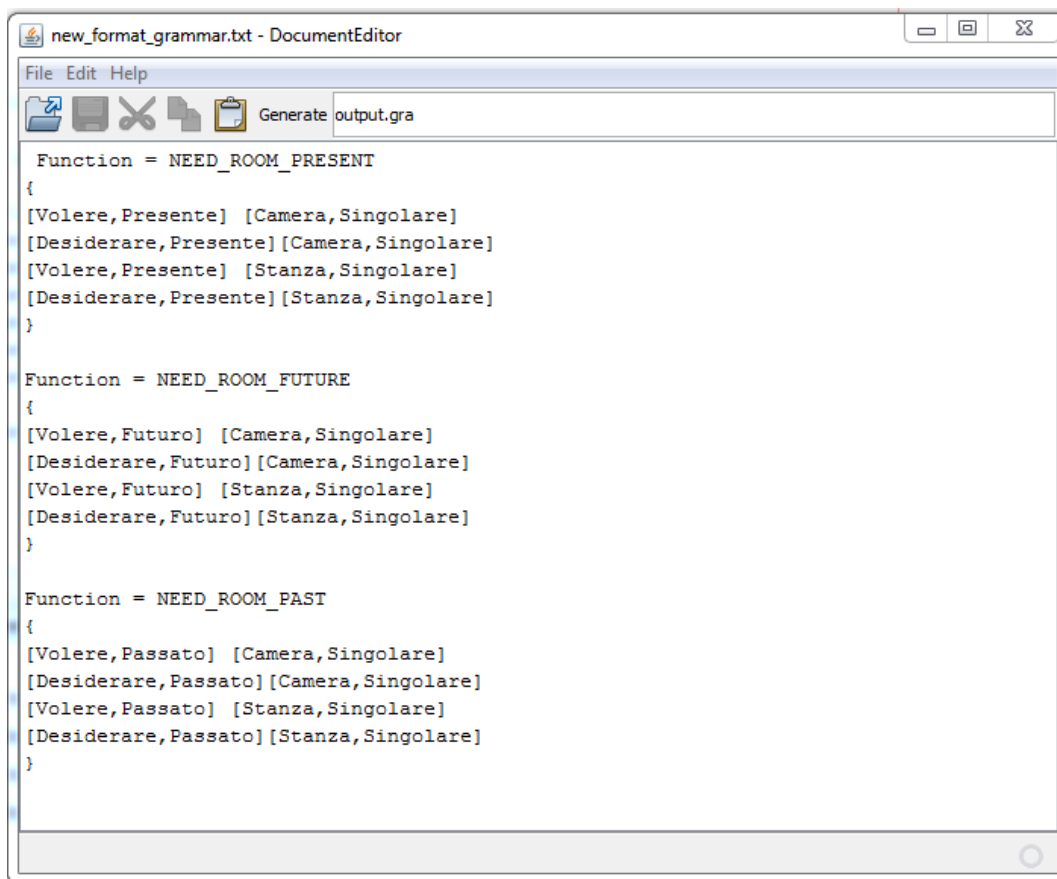 new_format_grammar.txt - DocumentEditor
File Edit Help
Generate output.gra
Function = NEED_ROOM_PRESENT
{
[Volere,Presente] [Camera,Singolare]
[Desiderare,Presente][Camera,Singolare]
[Volere,Presente] [Stanza,Singolare]
[Desiderare,Presente][Stanza,Singolare]
}
Function = NEED_ROOM_FUTURE
{
[Volere,Futuro] [Camera,Singolare]
[Desiderare,Futuro][Camera,Singolare]
[Volere,Futuro] [Stanza,Singolare]
[Desiderare,Futuro][Stanza,Singolare]
}
Function = NEED_ROOM_PAST
{
[Volere,Passato] [Camera,Singolare]
[Desiderare,Passato][Camera,Singolare]
[Volere,Passato] [Stanza,Singolare]
[Desiderare,Passato][Stanza,Singolare]
}